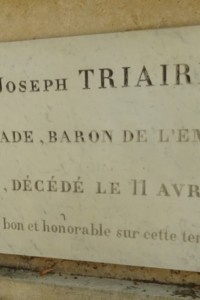 JOSEPH TRIAIR
ADE, BARON DE L'EM
, DÉCÉDÉ LE 11 AVR
bon et honorable sur cette ter